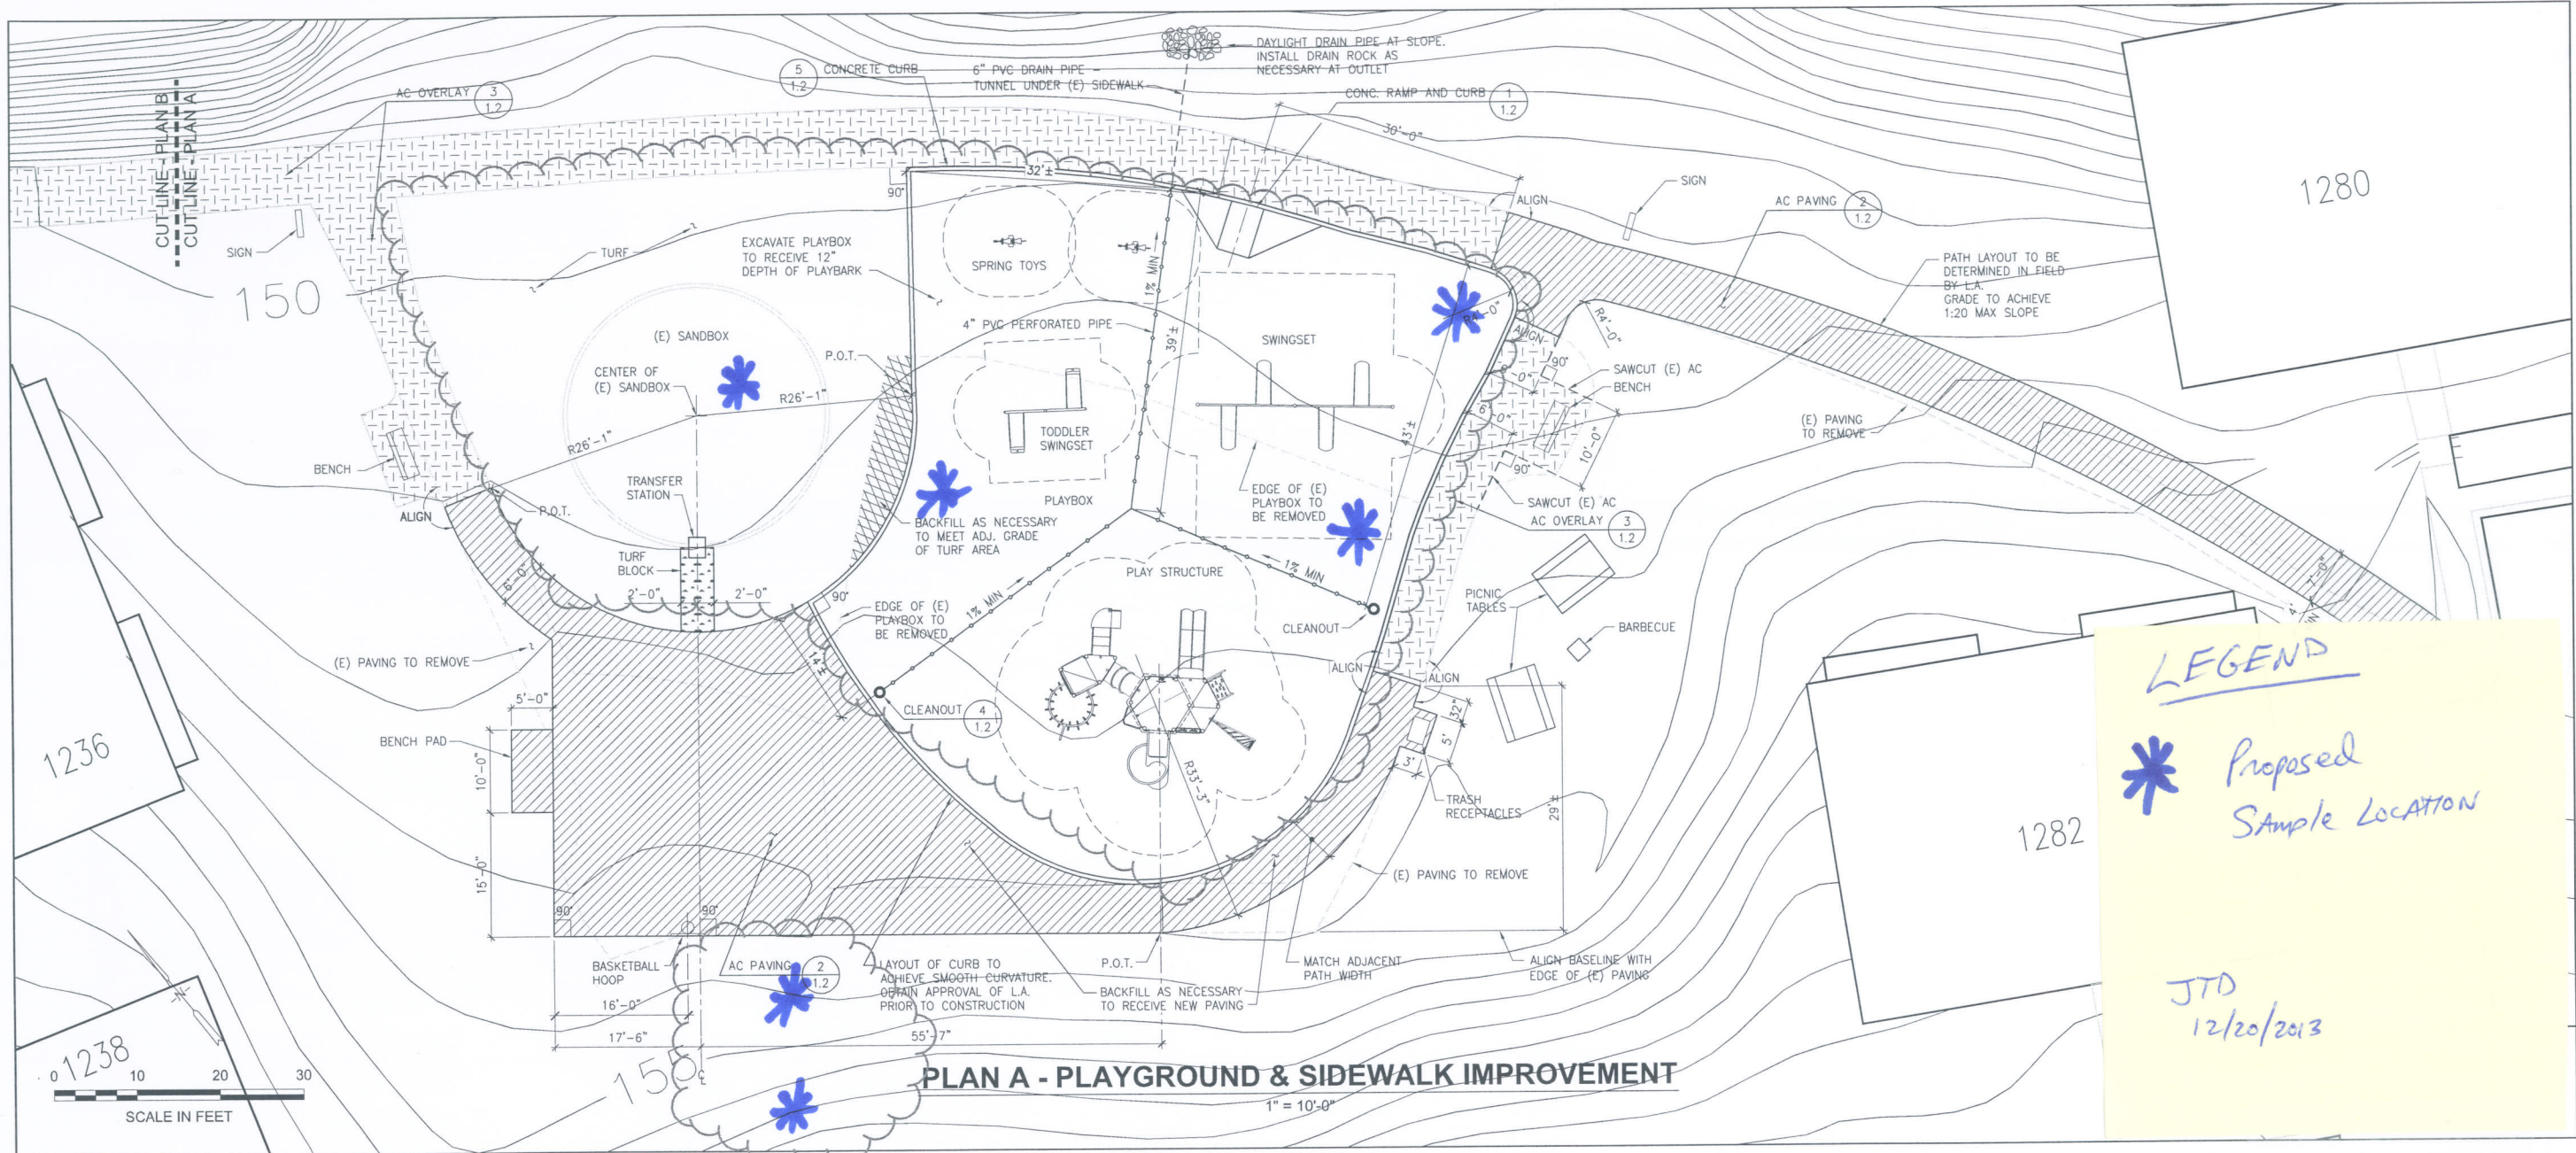 DAYLIGHT DRAIN PIPE AT SLOPE.
INSTALL DRAIN ROCK AS
NECESSARY AT OUTLET
5
1.2
CONCRETE CURB
6" PVC DRAIN PIPE –
TUNNEL UNDER (E) SIDEWALK
AC OVERLAY
3
1.2
CONC. RAMP AND CURB
1
1.2
30'-0"
CUT LINE - PLAN B
CUT LINE - PLAN A
32'±
90°
SIGN
ALIGN
AC PAVING
2
1.2
1280
SIGN
TURF
EXCAVATE PLAYBOX
TO RECEIVE 12"
DEPTH OF PLAYBARK
SPRING TOYS
1% MIN
PATH LAYOUT TO BE
DETERMINED IN FIELD
BY L.A.
GRADE TO ACHIEVE
1:20 MAX SLOPE
150
(E) SANDBOX
4" PVC PERFORATED PIPE
39'±
SWINGSET
R4'-0"
ALIGN
R4'-0"
90°
P.O.T.
CENTER OF
(E) SANDBOX
R26'-1"
R26'-1"
SAWCUT (E) AC
BENCH
6'-0"
43'±
10'-0"
(E) PAVING
TO REMOVE
TODDLER
SWINGSET
BENCH
TRANSFER
STATION
PLAYBOX
EDGE OF (E)
PLAYBOX TO
BE REMOVED
90°
SAWCUT (E) AC
AC OVERLAY
3
1.2
ALIGN
P.O.T.
BACKFILL AS NECESSARY
TO MEET ADJ. GRADE
OF TURF AREA
TURF
BLOCK
6'-0"
2'-0"
2'-0"
90°
PLAY STRUCTURE
1% MIN
1% MIN
PICNIC
TABLES
7'-0"
EDGE OF (E)
PLAYBOX TO
BE REMOVED
CLEANOUT
BARBECUE
(E) PAVING TO REMOVE
14'±
ALIGN
ALIGN
5'-0"
CLEANOUT
4
1.2
32"
5'
3'
BENCH PAD
1236
10'-0"
R33'-3"
TRASH
RECEPTACLES
29'±
1282
15'-0"
(E) PAVING TO REMOVE
90°
90°
BASKETBALL
HOOP
AC PAVING
2
1.2
LAYOUT OF CURB TO
ACHIEVE SMOOTH CURVATURE.
OBTAIN APPROVAL OF L.A.
PRIOR TO CONSTRUCTION
P.O.T.
BACKFILL AS NECESSARY
TO RECEIVE NEW PAVING
MATCH ADJACENT
PATH WIDTH
ALIGN BASELINE WITH
EDGE OF (E) PAVING
16'-0"
17'-6"
55'-7"
1238
155
0 10 20 30
SCALE IN FEET
PLAN A - PLAYGROUND & SIDEWALK IMPROVEMENT
1" = 10'-0"
LEGEND
Proposed
Sample Location
JTD
12/20/2013